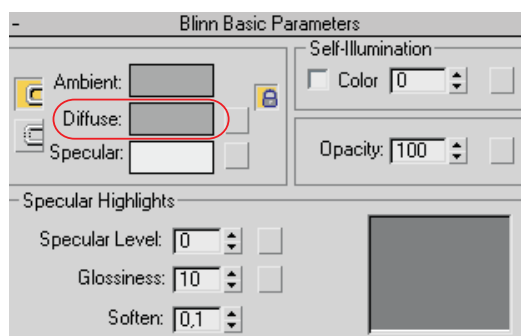 - Blinn Basic Parameters
Self-Illumination
Ambient:
Color 0
Diffuse:
Specular:
Opacity: 100
Specular Highlights
Specular Level: 0
Glossiness: 10
Soften: 0,1